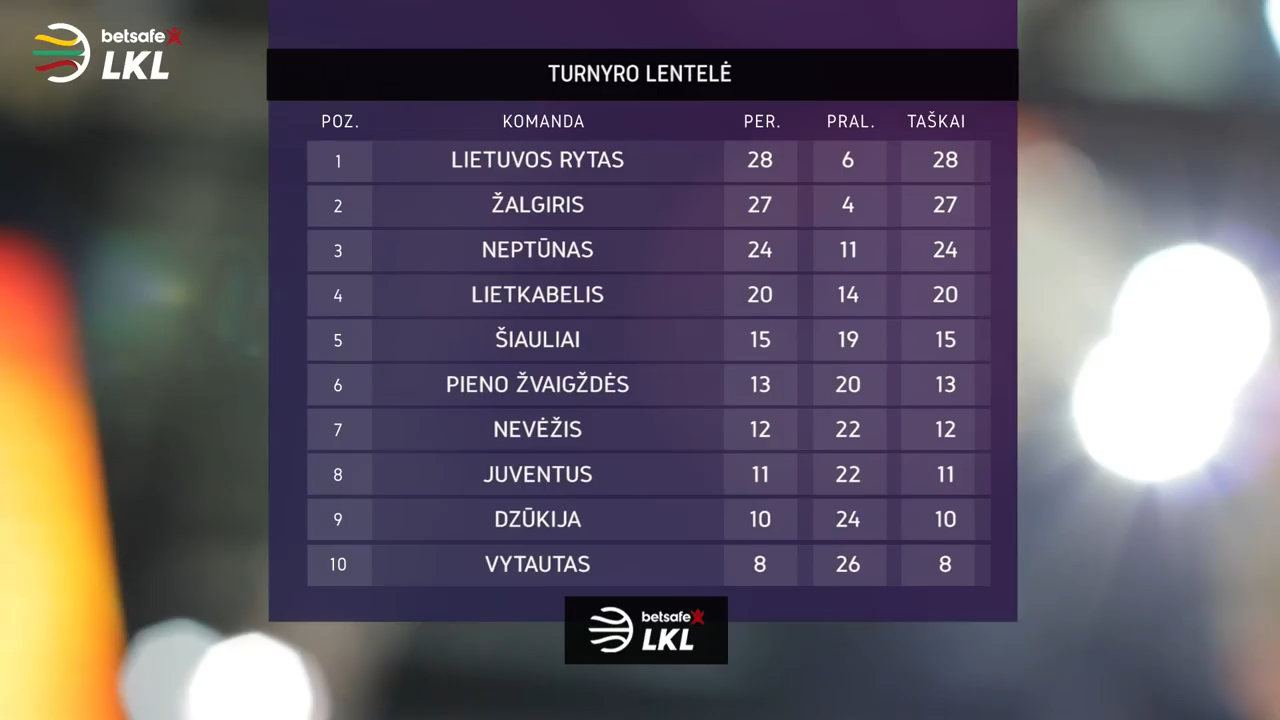 betsafe
LKL
TURNYRO LENTELĖ
POZ. KOMANDA PER. PRAL. TAŠKAI
1 LIETUVOS RYTAS 28 6 28
2 ŽALGIRIS 27 4 27
3 NEPTŪNAS 24 11 24
4 LIETKABELIS 20 14 20
5 ŠIAULIAI 15 19 15
6 PIENO ŽVAIGŽDĖS 13 20 13
7 NEVĖŽIS 12 22 12
8 JUVENTUS 11 22 11
9 DZŪKIJA 10 24 10
10 VYTAUTAS 8 26 8
betsafe
LKL